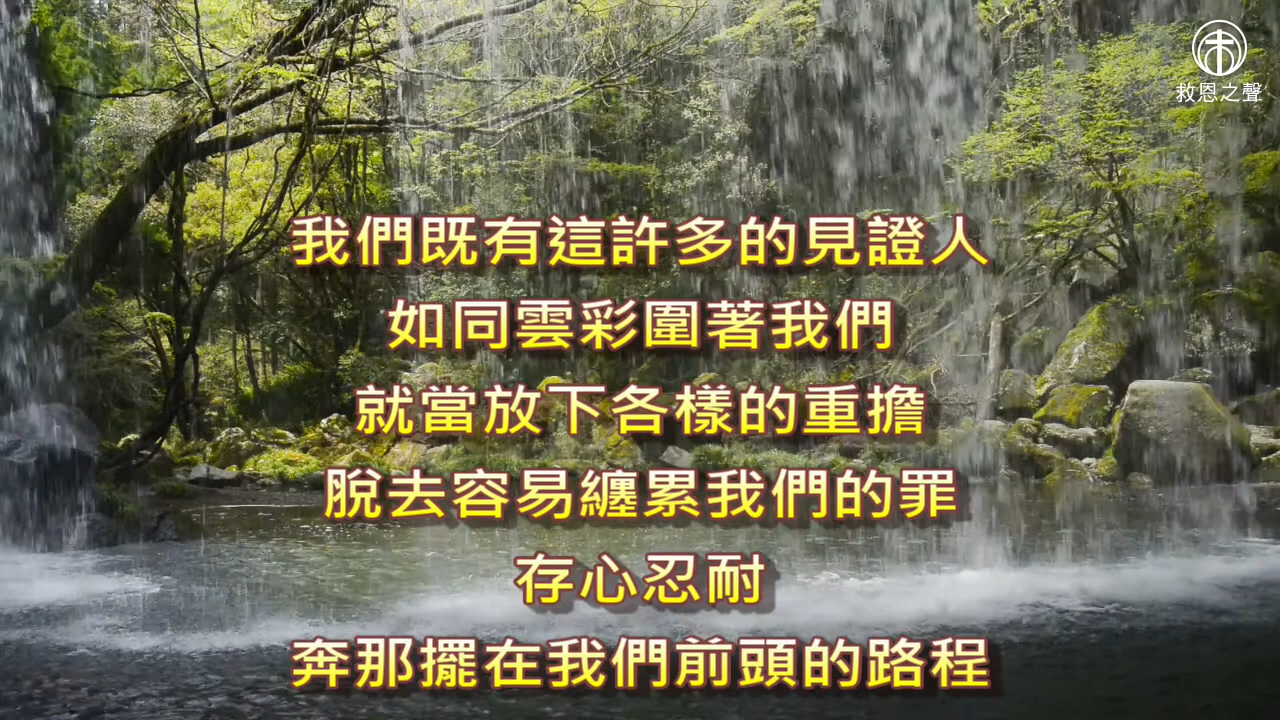 救恩之聲
我們既有這許多的見證人
如同雲彩圍著我們
就當放下各樣的重擔
脫去容易纏累我們的罪
存心忍耐
奔那擺在我們前頭的路程